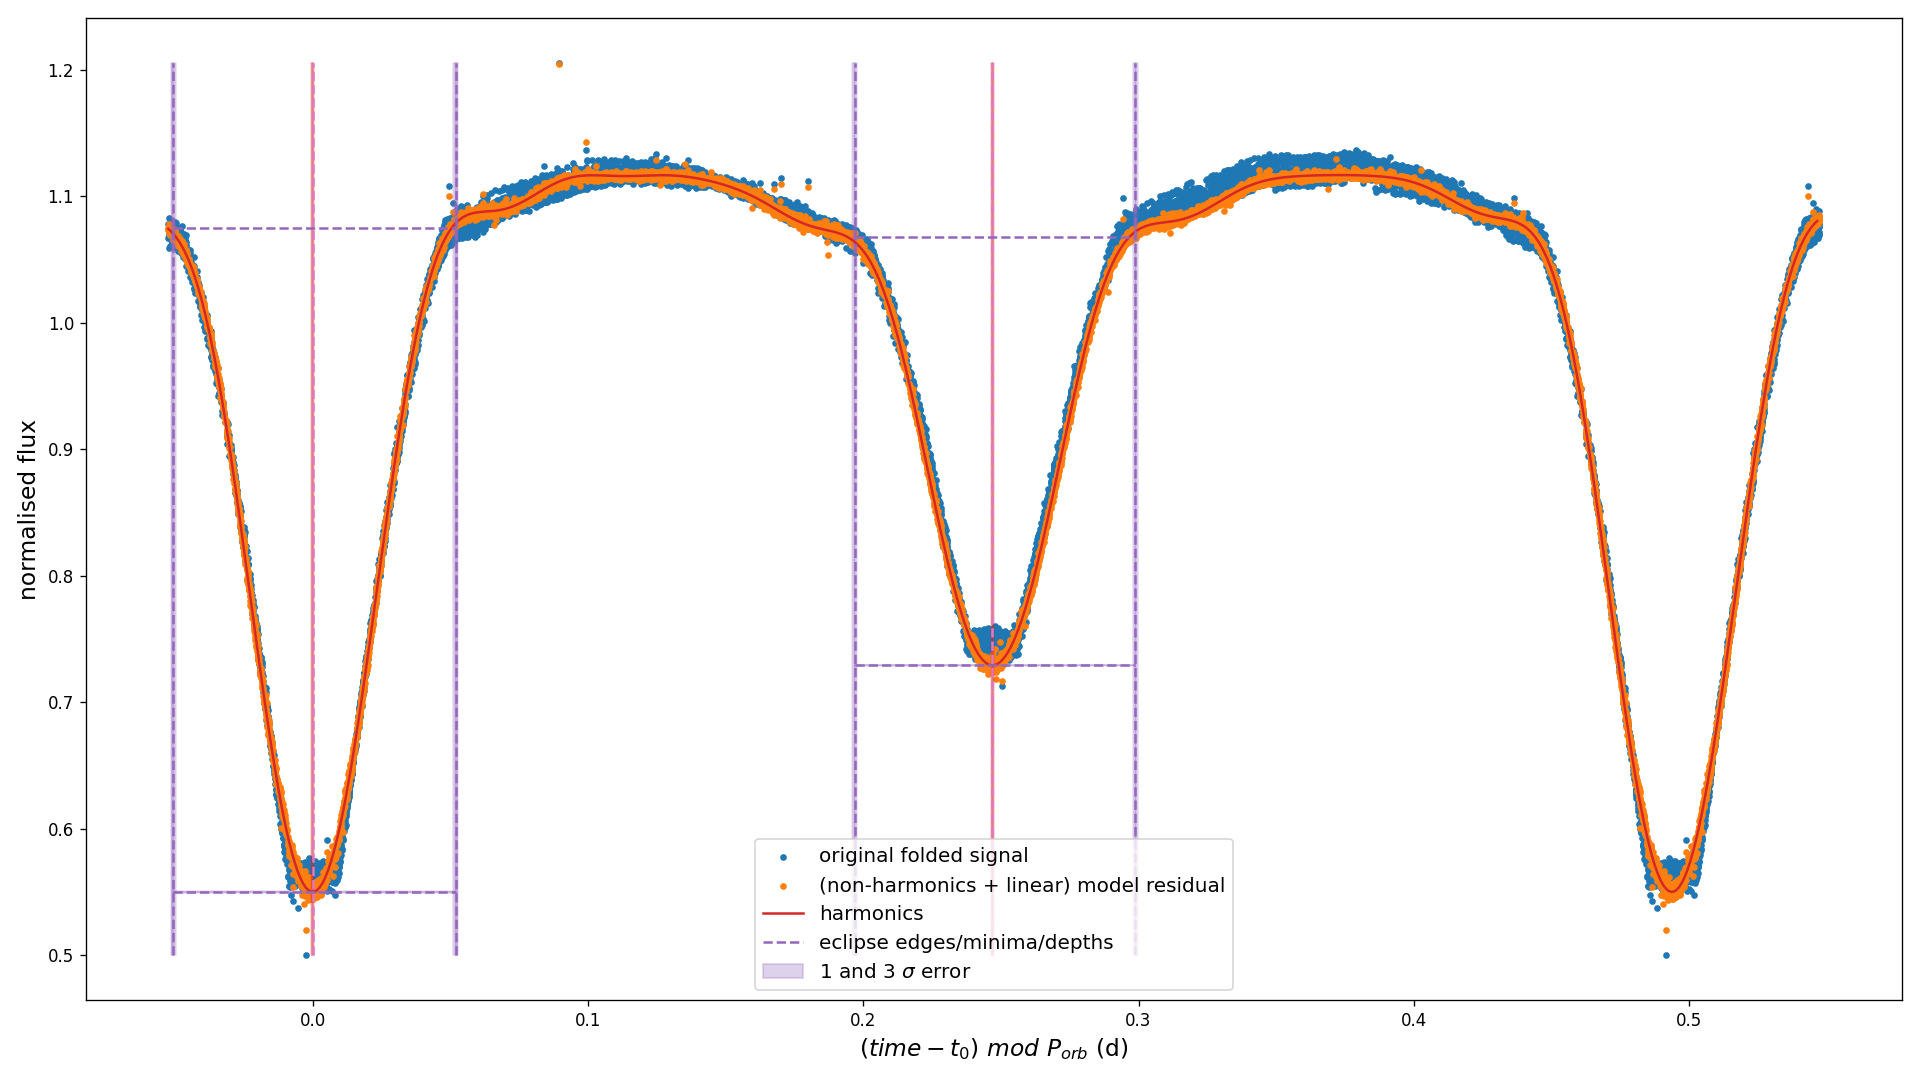 normalised flux
1.2
1.1
1.0
0.9
0.8
0.7
0.6
0.5
original folded signal
(non-harmonics + linear) model residual
harmonics
eclipse edges/minima/depths
1 and 3 σ error
0.0 0.1 0.2 0.3 0.4 0.5
(time − t₀) mod Pₒᵣb (d)